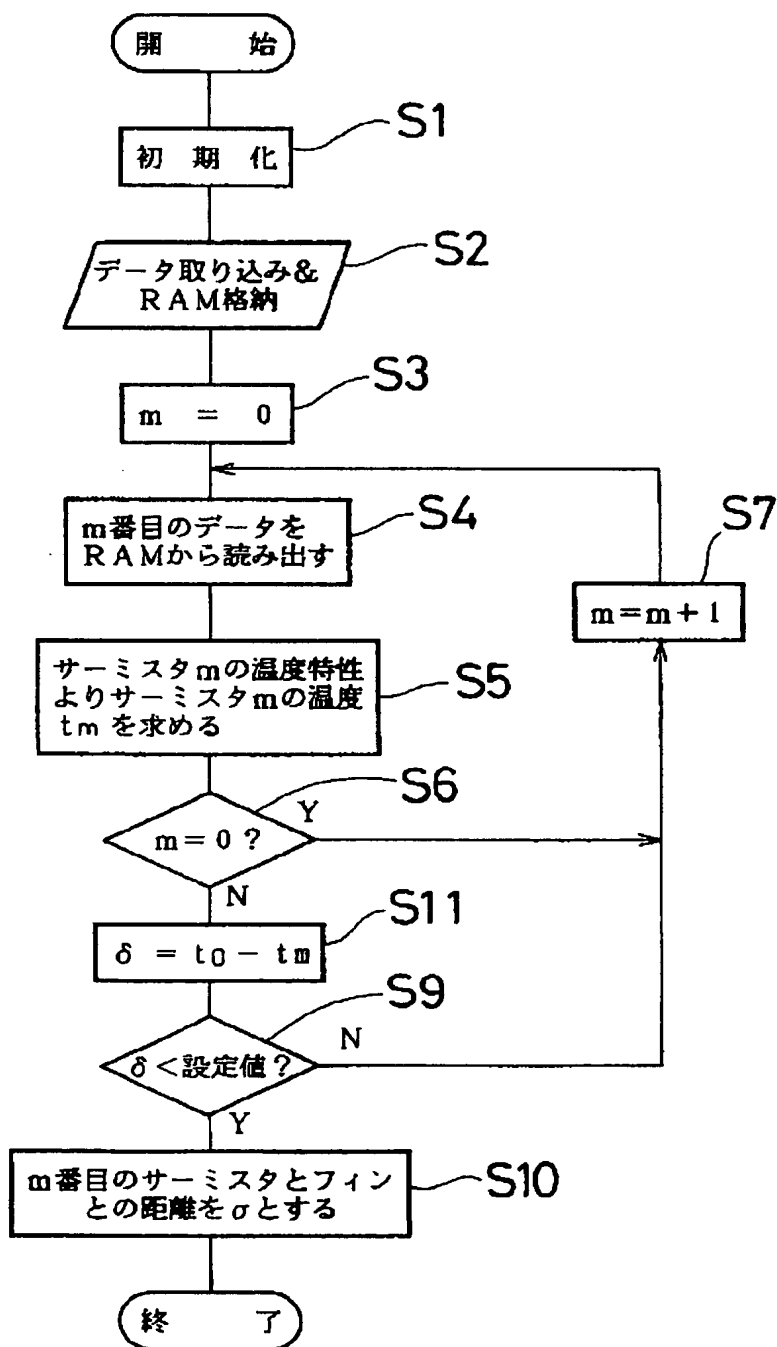 開 始
初 期 化
S1
データ取り込み&
RAM格納
S2
m = 0
S3
m番目のデータを
RAMから読み出す
S4
m=m+1
S7
サーミスタmの温度特性
よりサーミスタmの温度
tmを求める
S5
m=0?
S6
Y
N
δ = t0 - tm
S11
δ<設定値?
S9
N
Y
m番目のサーミスタとフィン
との距離をσとする
S10
終 了